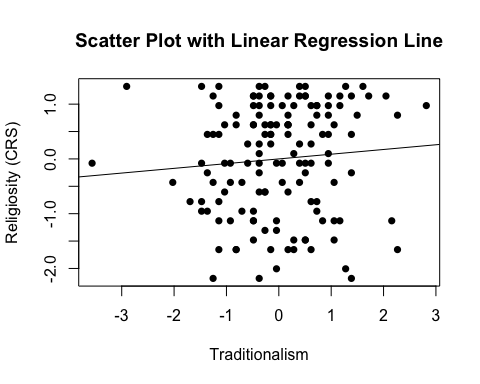 Scatter Plot with Linear Regression Line
Religiosity (CRS)
1.0
0.0
-1.0
-2.0
-3 -2 -1 0 1 2 3
Traditionalism